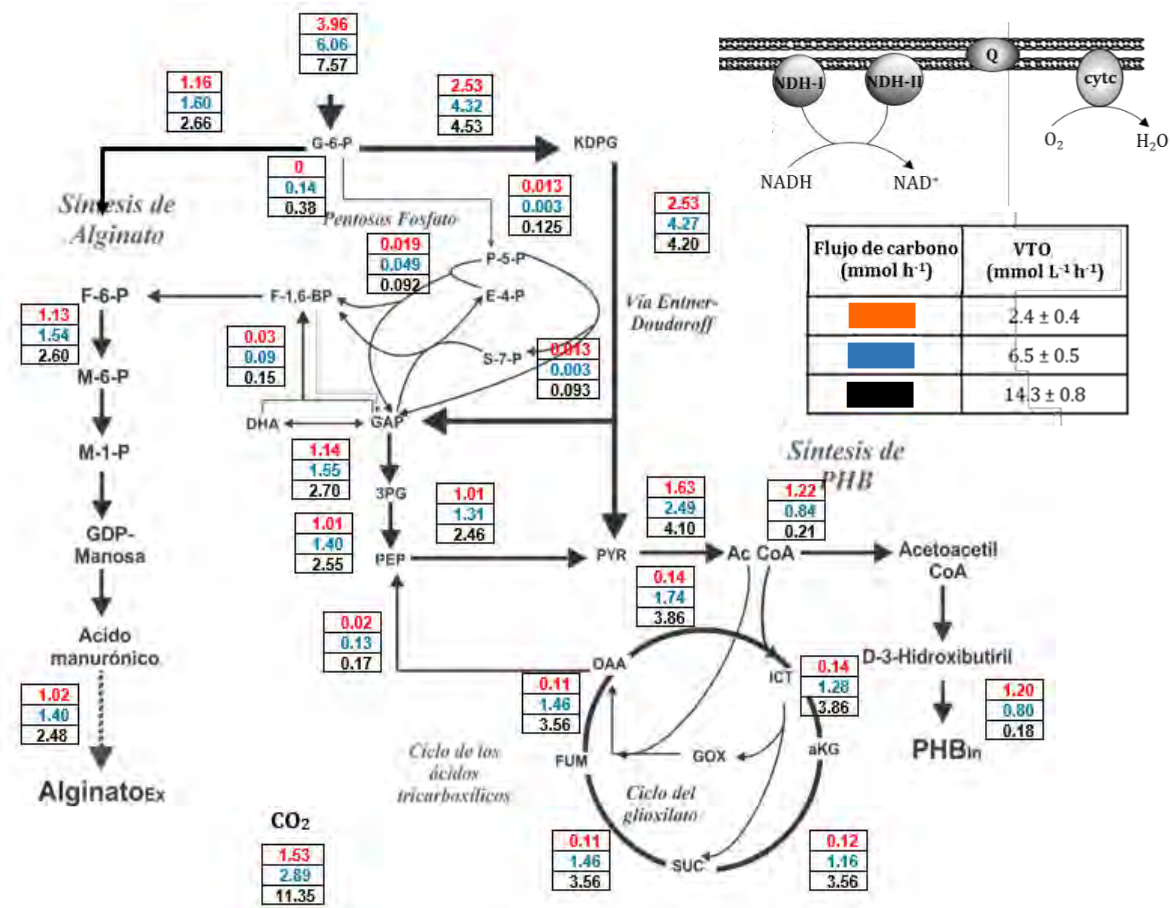 3.96
6.06
7.57
1.16
1.60
2.66
2.53
4.32
4.53
G-6-P
KDPG
0
0.14
0.38
0.013
0.003
0.125
2.53
4.27
4.20
Síntesis de
Alginato
Pentosas Fosfato
0.019
0.049
0.092
P-5-P
E-4-P
S-7-P
0.013
0.003
0.093
Vía Entner-
Doudoroff
F-6-P
F-1,6-BP
1.13
1.54
2.60
0.03
0.09
0.15
M-6-P
M-1-P
GDP-
Manosa
Acido
manurónico
1.02
1.40
2.48
AlginatoEx
DHA
GAP
1.14
1.55
2.70
3PG
1.01
1.40
2.55
1.01
1.31
2.46
PEP
PYR
1.63
2.49
4.10
Síntesis de
PHB
1.22
0.84
0.21
Ac CoA
Acetoacetil
CoA
0.14
1.74
3.86
0.02
0.13
0.17
D-3-Hidroxibutiril
1.20
0.80
0.18
PHBIn
OAA
ICT
0.14
1.28
3.86
0.11
1.46
3.56
FUM
GOX
aKG
SUC
Ciclo de los
ácidos
tricarboxílicos
Ciclo del
glioxilato
0.11
1.46
3.56
0.12
1.16
3.56
CO₂
1.53
2.89
11.35
NDH-I
NDH-II
Q
cytc
NADH
NAD⁺
O₂
H₂O
Flujo de carbono
(mmol h⁻¹)
VTO
(mmol L⁻¹ h⁻¹)
2.4 ± 0.4
6.5 ± 0.5
14.3 ± 0.8